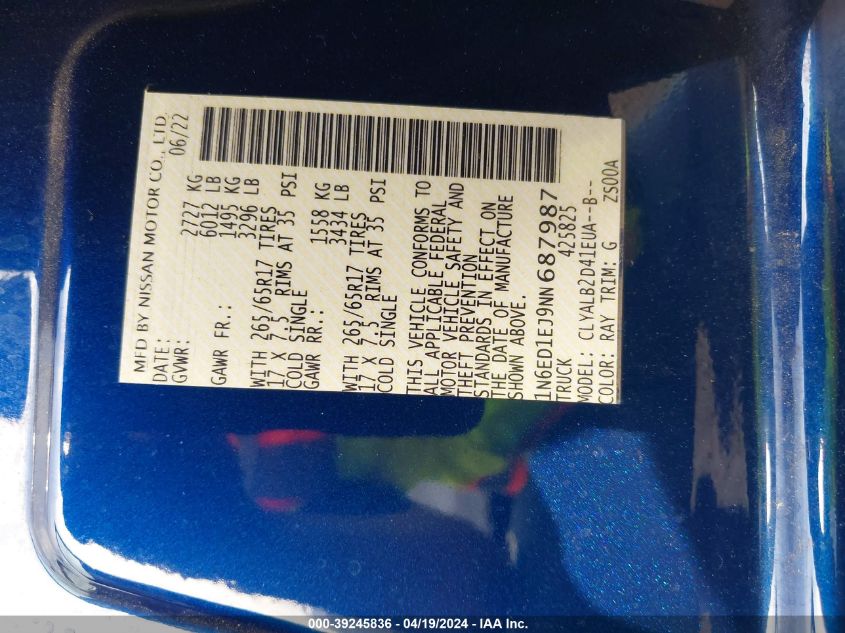 MFD BY NISSAN MOTOR CO., LTD.
DATE: 06/22
GVWR: 2727 KG
6012 LB
GAWR FR.: 1495 KG
3296 LB
WITH 265/65R17 TIRES
17 X 7.5 RIMS AT 35 PSI
COLD SINGLE
GAWR RR.: 1558 KG
3434 LB
WITH 265/65R17 TIRES
17 X 7.5 RIMS AT 35 PSI
COLD SINGLE
THIS VEHICLE CONFORMS TO
ALL APPLICABLE FEDERAL
MOTOR VEHICLE SAFETY AND
THEFT PREVENTION
STANDARDS IN EFFECT ON
THE DATE OF MANUFACTURE
SHOWN ABOVE.
1N6ED1EJ9NN687987
TRUCK 425825
MODEL: CLYALB2D41EUA--B--
COLOR: RAY TRIM: G ZS00A
000-39245836 - 04/19/2024 - IAA Inc.